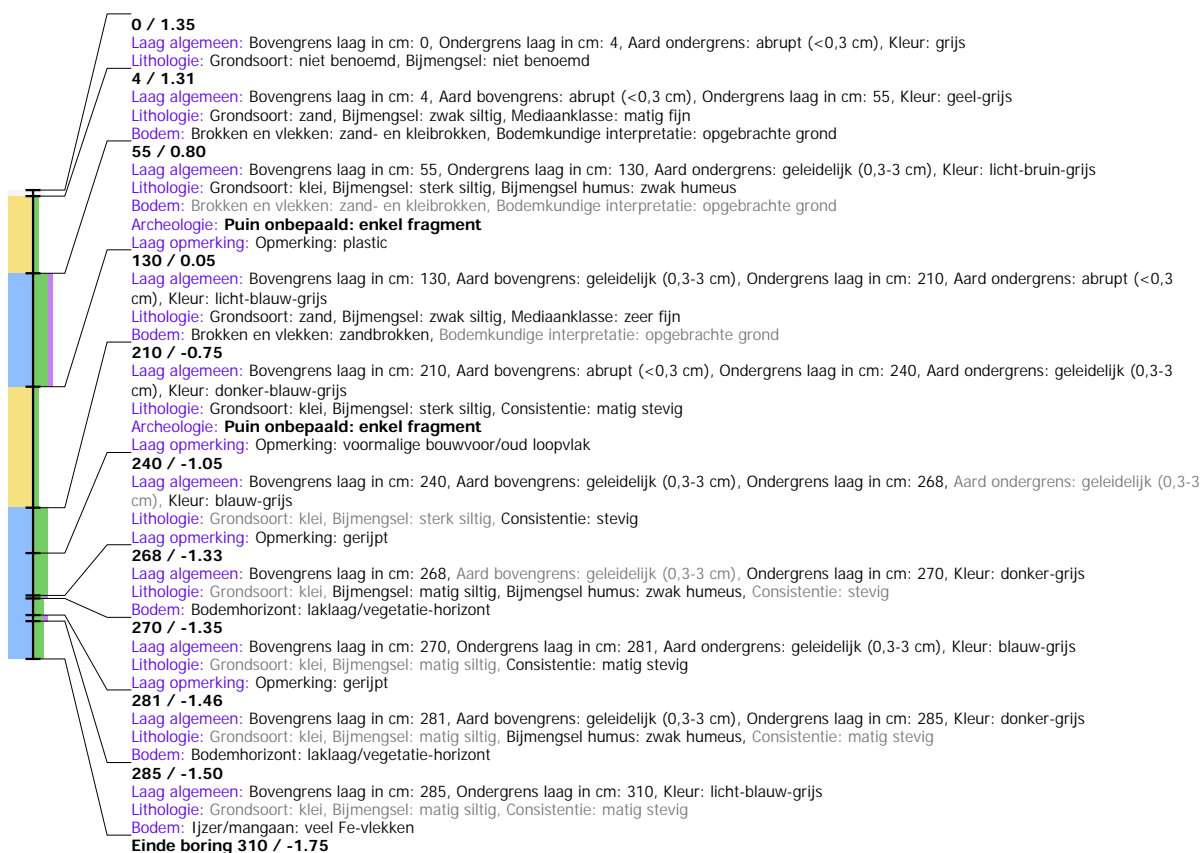 0 / 1.35
Laag algemeen: Bovengrens laag in cm: 0, Ondergrens laag in cm: 4, Aard ondergrens: abrupt (<0,3 cm), Kleur: grijs
Lithologie: Grondsoort: niet benoemd, Bijmengsel: niet benoemd
4 / 1.31
Laag algemeen: Bovengrens laag in cm: 4, Aard bovengrens: abrupt (<0,3 cm), Ondergrens laag in cm: 55, Kleur: geel-grijs
Lithologie: Grondsoort: zand, Bijmengsel: zwak siltig, Mediaanklasse: matig fijn
Bodem: Brokken en vlekken: zand- en kleibrokken, Bodemkundige interpretatie: opgebrachte grond
55 / 0.80
Laag algemeen: Bovengrens laag in cm: 55, Ondergrens laag in cm: 130, Aard ondergrens: geleidelijk (0,3-3 cm), Kleur: licht-bruin-grijs
Lithologie: Grondsoort: klei, Bijmengsel: sterk siltig, Bijmengsel humus: zwak humeus
Bodem: Brokken en vlekken: zand- en kleibrokken, Bodemkundige interpretatie: opgebrachte grond
Archeologie: Puin onbepaald: enkel fragment
Laag opmerking: Opmerking: plastic
130 / 0.05
Laag algemeen: Bovengrens laag in cm: 130, Aard bovengrens: geleidelijk (0,3-3 cm), Ondergrens laag in cm: 210, Aard ondergrens: abrupt (<0,3
cm), Kleur: licht-blauw-grijs
Lithologie: Grondsoort: zand, Bijmengsel: zwak siltig, Mediaanklasse: zeer fijn
Bodem: Brokken en vlekken: zandbrokken, Bodemkundige interpretatie: opgebrachte grond
210 / -0.75
Laag algemeen: Bovengrens laag in cm: 210, Aard bovengrens: abrupt (<0,3 cm), Ondergrens laag in cm: 240, Aard ondergrens: geleidelijk (0,3-3
cm), Kleur: donker-blauw-grijs
Lithologie: Grondsoort: klei, Bijmengsel: sterk siltig, Consistentie: matig stevig
Archeologie: Puin onbepaald: enkel fragment
Laag opmerking: Opmerking: voormalige bouwvoor/oud loopvlak
240 / -1.05
Laag algemeen: Bovengrens laag in cm: 240, Aard bovengrens: geleidelijk (0,3-3 cm), Ondergrens laag in cm: 268, Aard ondergrens: geleidelijk (0,3-3
cm), Kleur: blauw-grijs
Lithologie: Grondsoort: klei, Bijmengsel: sterk siltig, Consistentie: stevig
Laag opmerking: Opmerking: gerijpt
268 / -1.33
Laag algemeen: Bovengrens laag in cm: 268, Aard bovengrens: geleidelijk (0,3-3 cm), Ondergrens laag in cm: 270, Kleur: donker-grijs
Lithologie: Grondsoort: klei, Bijmengsel: matig siltig, Bijmengsel humus: zwak humeus, Consistentie: stevig
Bodem: Bodemhorizont: laklaag/vegetatie-horizont
270 / -1.35
Laag algemeen: Bovengrens laag in cm: 270, Ondergrens laag in cm: 281, Aard ondergrens: geleidelijk (0,3-3 cm), Kleur: blauw-grijs
Lithologie: Grondsoort: klei, Bijmengsel: matig siltig, Consistentie: matig stevig
Laag opmerking: Opmerking: gerijpt
281 / -1.46
Laag algemeen: Bovengrens laag in cm: 281, Aard bovengrens: geleidelijk (0,3-3 cm), Ondergrens laag in cm: 285, Kleur: donker-grijs
Lithologie: Grondsoort: klei, Bijmengsel: matig siltig, Bijmengsel humus: zwak humeus, Consistentie: matig stevig
Bodem: Bodemhorizont: laklaag/vegetatie-horizont
285 / -1.50
Laag algemeen: Bovengrens laag in cm: 285, Ondergrens laag in cm: 310, Kleur: licht-blauw-grijs
Lithologie: Grondsoort: klei, Bijmengsel: matig siltig, Consistentie: matig stevig
Bodem: Ijzer/mangaan: veel Fe-vlekken
Einde boring 310 / -1.75